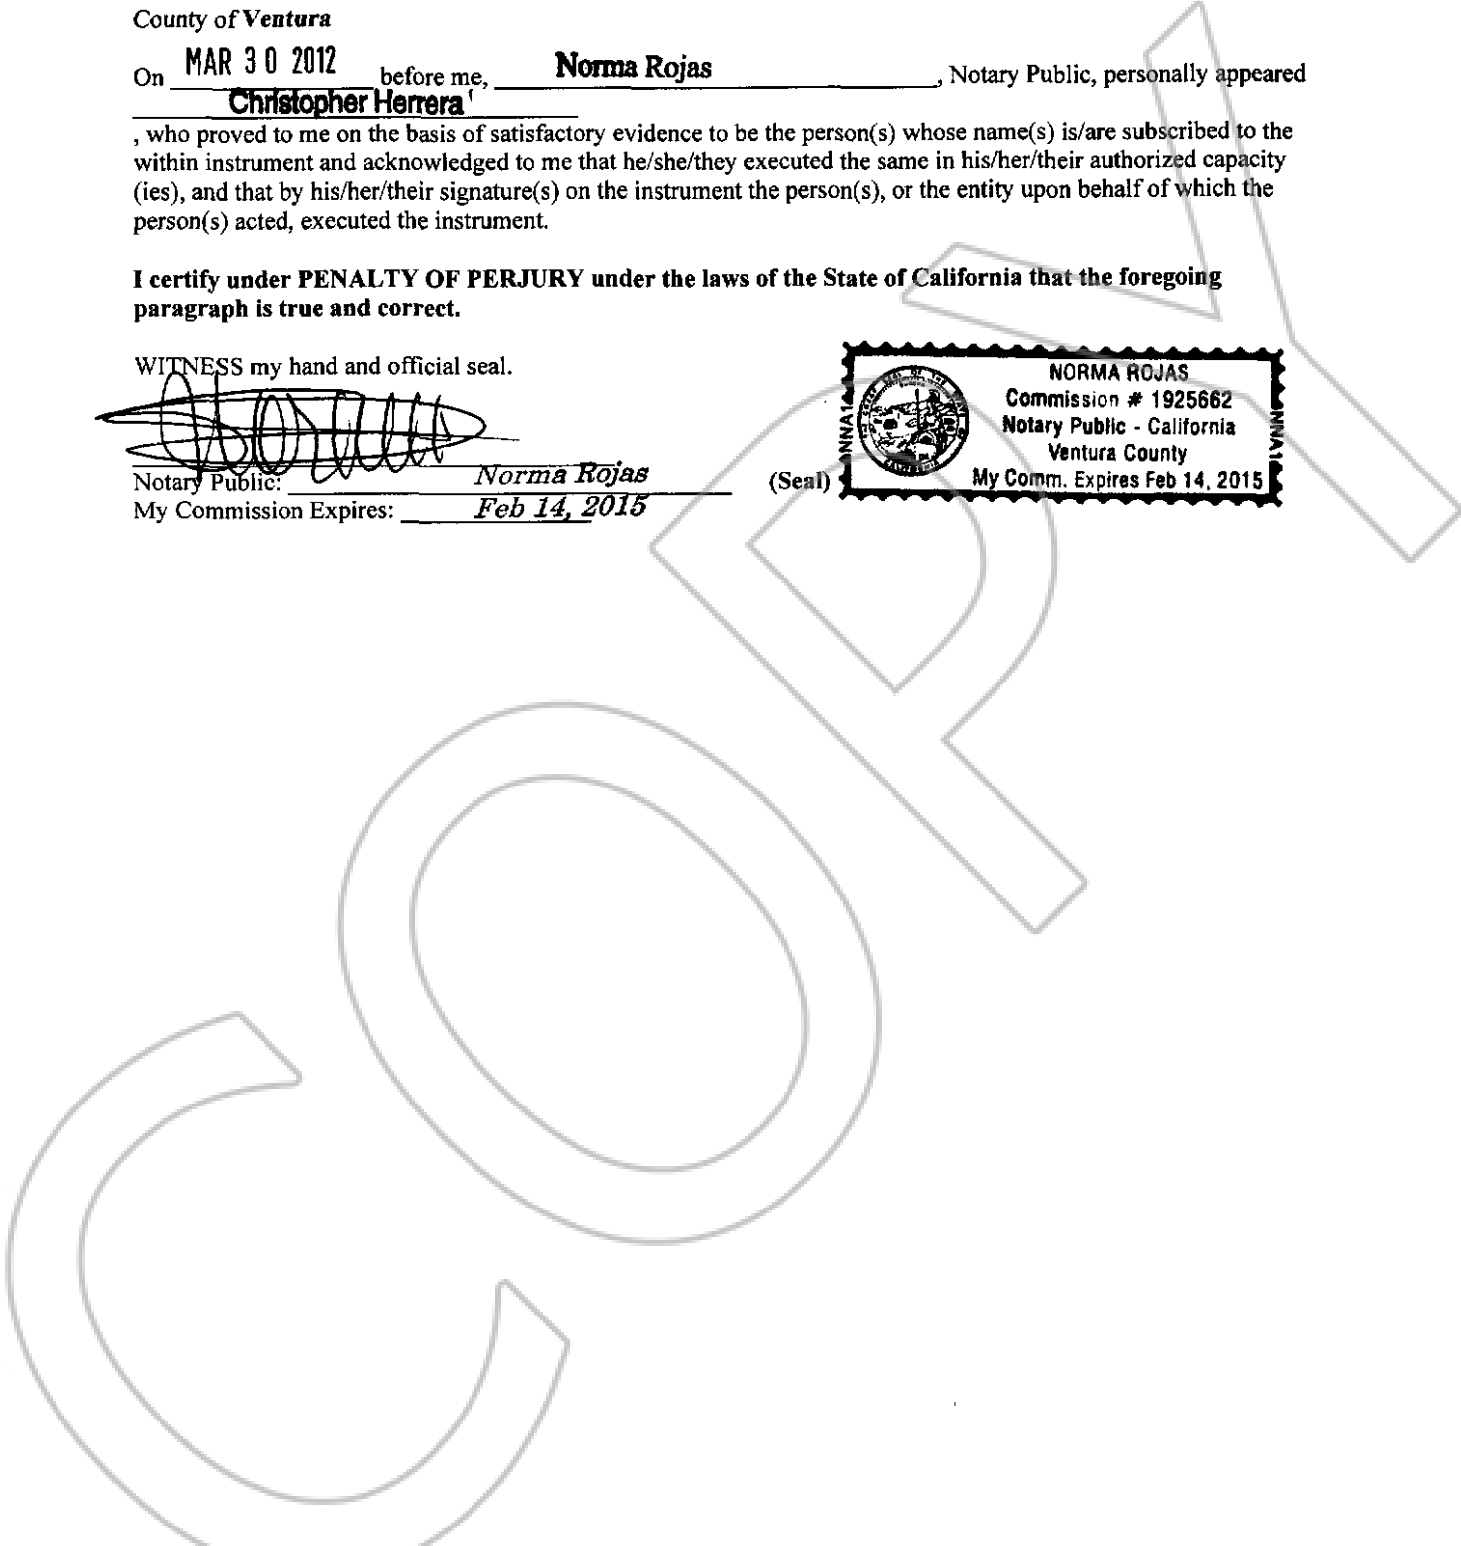 County of Ventura
On MAR 30 2012 before me, Norma Rojas, Notary Public, personally appeared
Christopher Herrera
, who proved to me on the basis of satisfactory evidence to be the person(s) whose name(s) is/are subscribed to the
within instrument and acknowledged to me that he/she/they executed the same in his/her/their authorized capacity
(ies), and that by his/her/their signature(s) on the instrument the person(s), or the entity upon behalf of which the
person(s) acted, executed the instrument.
I certify under PENALTY OF PERJURY under the laws of the State of California that the foregoing
paragraph is true and correct.
WITNESS my hand and official seal.
Notary Public: Norma Rojas (Seal)
My Commission Expires: Feb 14, 2015
NORMA ROJAS
Commission # 1925662
Notary Public - California
Ventura County
My Comm. Expires Feb 14, 2015
COPY